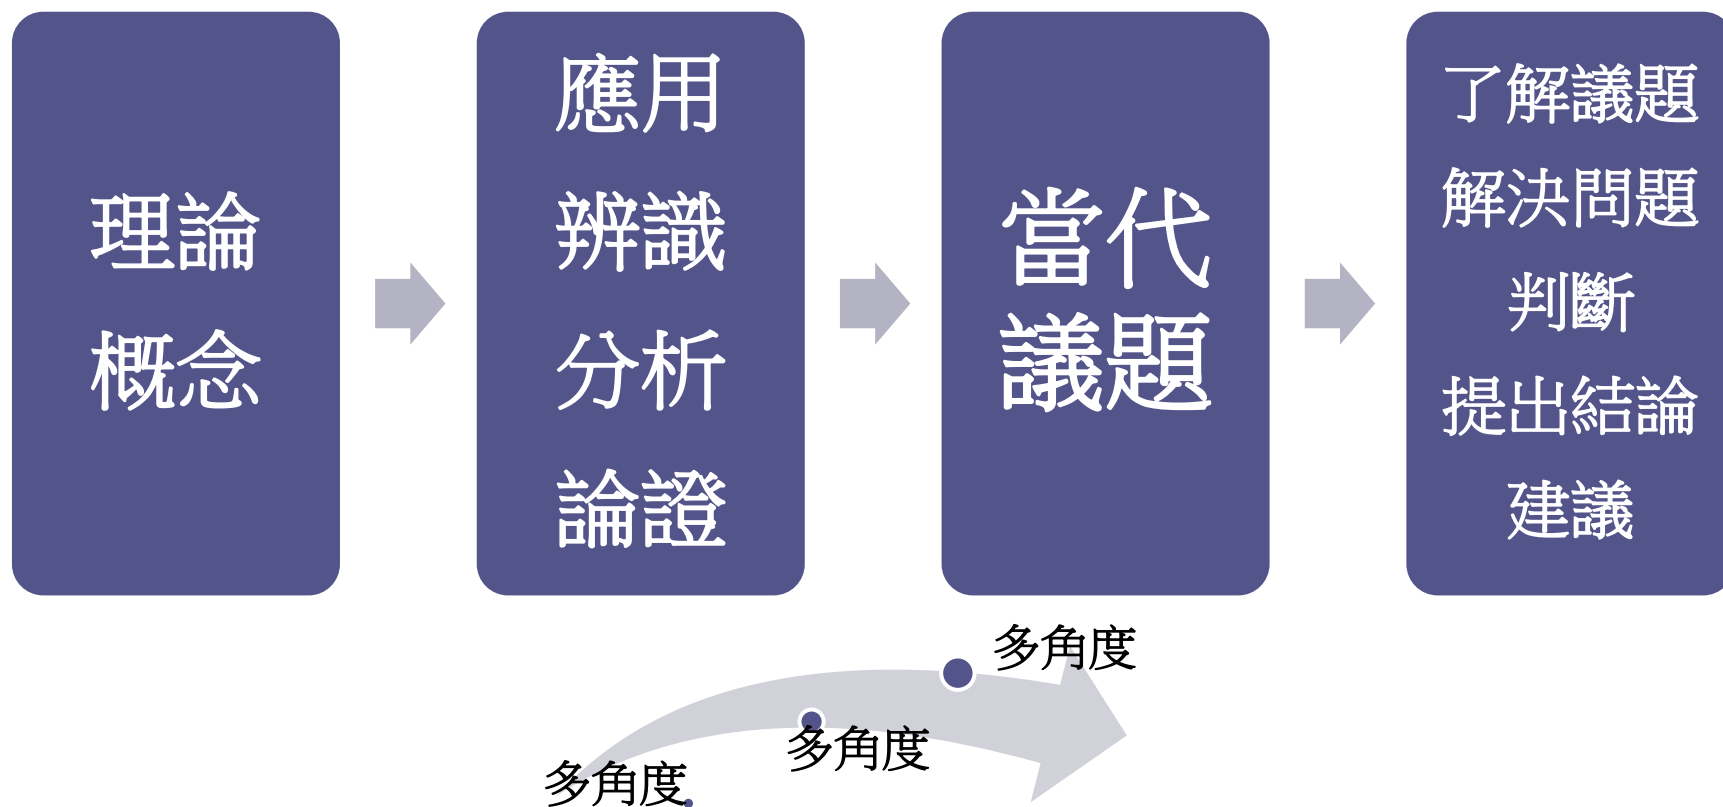 理論
概念
應用
辨識
分析
論證
當代
議題
了解議題
解決問題
判斷
提出結論
建議
多角度
多角度
多角度